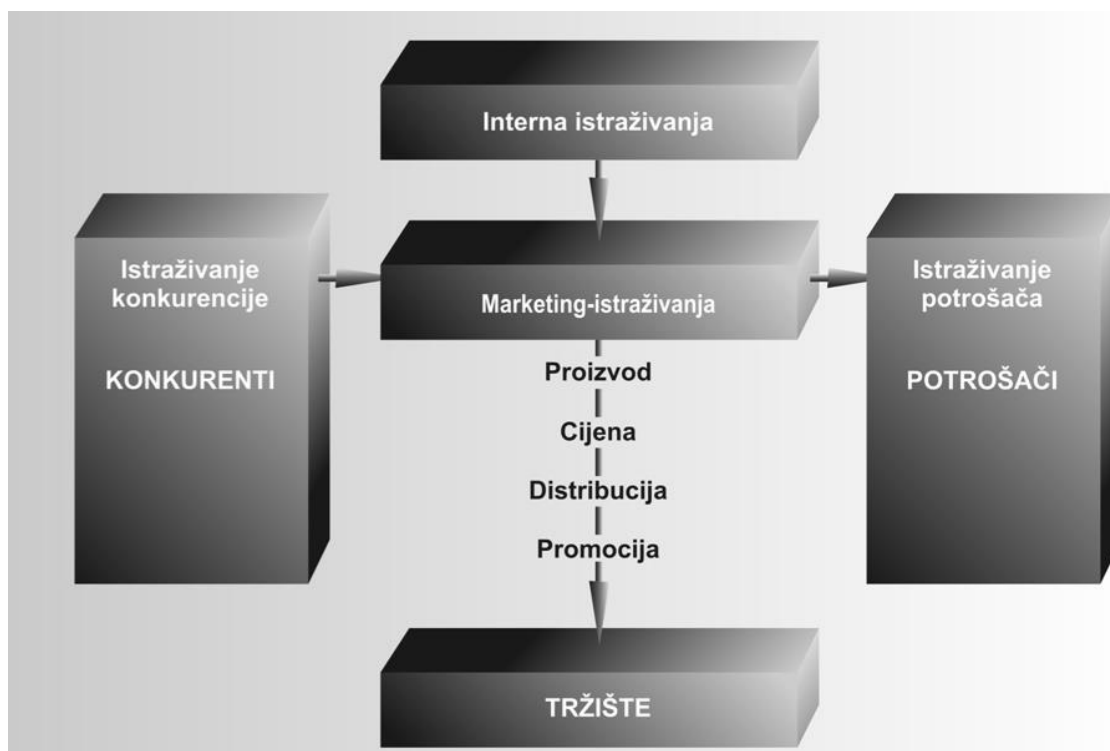 Interna istraživanja
Istraživanje
konkurencije
KONKURENTI
Marketing-istraživanja
Istraživanje
potrošača
POTROŠAČI
Proizvod
Cijena
Distribucija
Promocija
TRŽIŠTE